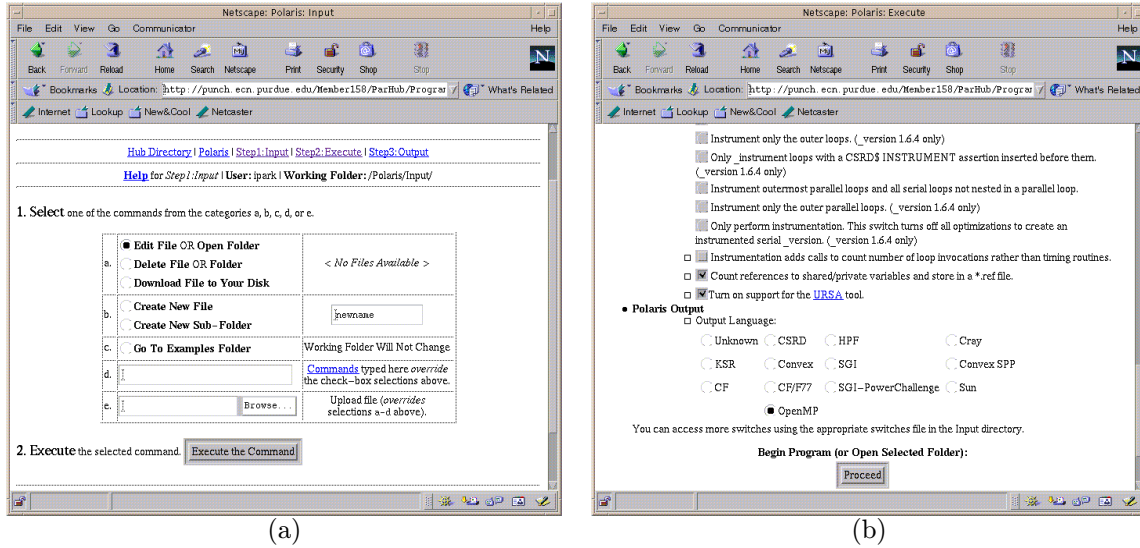 Netscape: Polaris: Input
File Edit View Go Communicator Help
Back Forward Reload Home Search Netscape Print Security Shop Stop
Bookmarks Location: http://punch.ecn.purdue.edu/Member158/ParHub/Progra What's Related
Internet Lookup New&Cool Netcaster
Hub Directory | Polaris | Step1:Input | Step2:Execute | Step3:Output
Help for Step1:Input | User: ipark | Working Folder: /Polaris/Input/
1. Select one of the commands from the categories a, b, c, d, or e.
a. Edit File OR Open Folder
Delete File OR Folder
Download File to Your Disk
< No Files Available >
b. Create New File
Create New Sub-Folder
newname
c. Go To Examples Folder
Working Folder Will Not Change
d.
Commands typed here override
the check-box selections above.
e. Browse...
Upload file (overrides
selections a-d above).
2. Execute the selected command. Execute the Command
(a)
Netscape: Polaris: Execute
File Edit View Go Communicator Help
Back Forward Reload Home Search Netscape Print Security Shop Stop
Bookmarks Location: http://punch.ecn.purdue.edu/Member158/ParHub/Progra What's Related
Internet Lookup New&Cool Netcaster
Instrument only the outer loops. (_version 1.6.4 only)
Only _instrument loops with a CSRD$ INSTRUMENT assertion inserted before them.
(_version 1.6.4 only)
Instrument outermost parallel loops and all serial loops not nested in a parallel loop.
Instrument only the outer parallel loops. (_version 1.6.4 only)
Only perform instrumentation. This switch turns off all optimizations to create an
instrumented serial _version. (_version 1.6.4 only)
Instrumentation adds calls to count number of loop invocations rather than timing routines.
Count references to shared/private variables and store in a *.ref file.
Turn on support for the URSA tool.
Polaris Output
Output Language:
Unknown CSRD HPF Cray
KSR Convex SGI Convex SPP
CF CF/F77 SGI-PowerChallenge Sun
OpenMP
You can access more switches using the appropriate switches file in the Input directory.
Begin Program (or Open Selected Folder):
Proceed
(b)